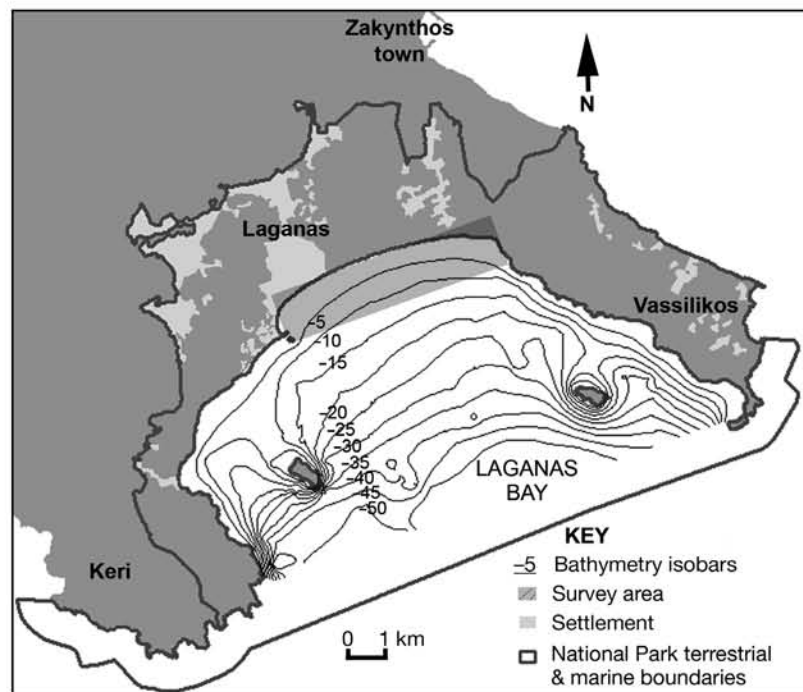 Zakynthos
town
N
Laganas
Vassilikos
–5
–10
–15
–20
–25
–30
–35
–40
–45
–50
LAGANAS
BAY
Keri
KEY
–5 Bathymetry isobars
Survey area
Settlement
National Park terrestrial
& marine boundaries
0 1 km